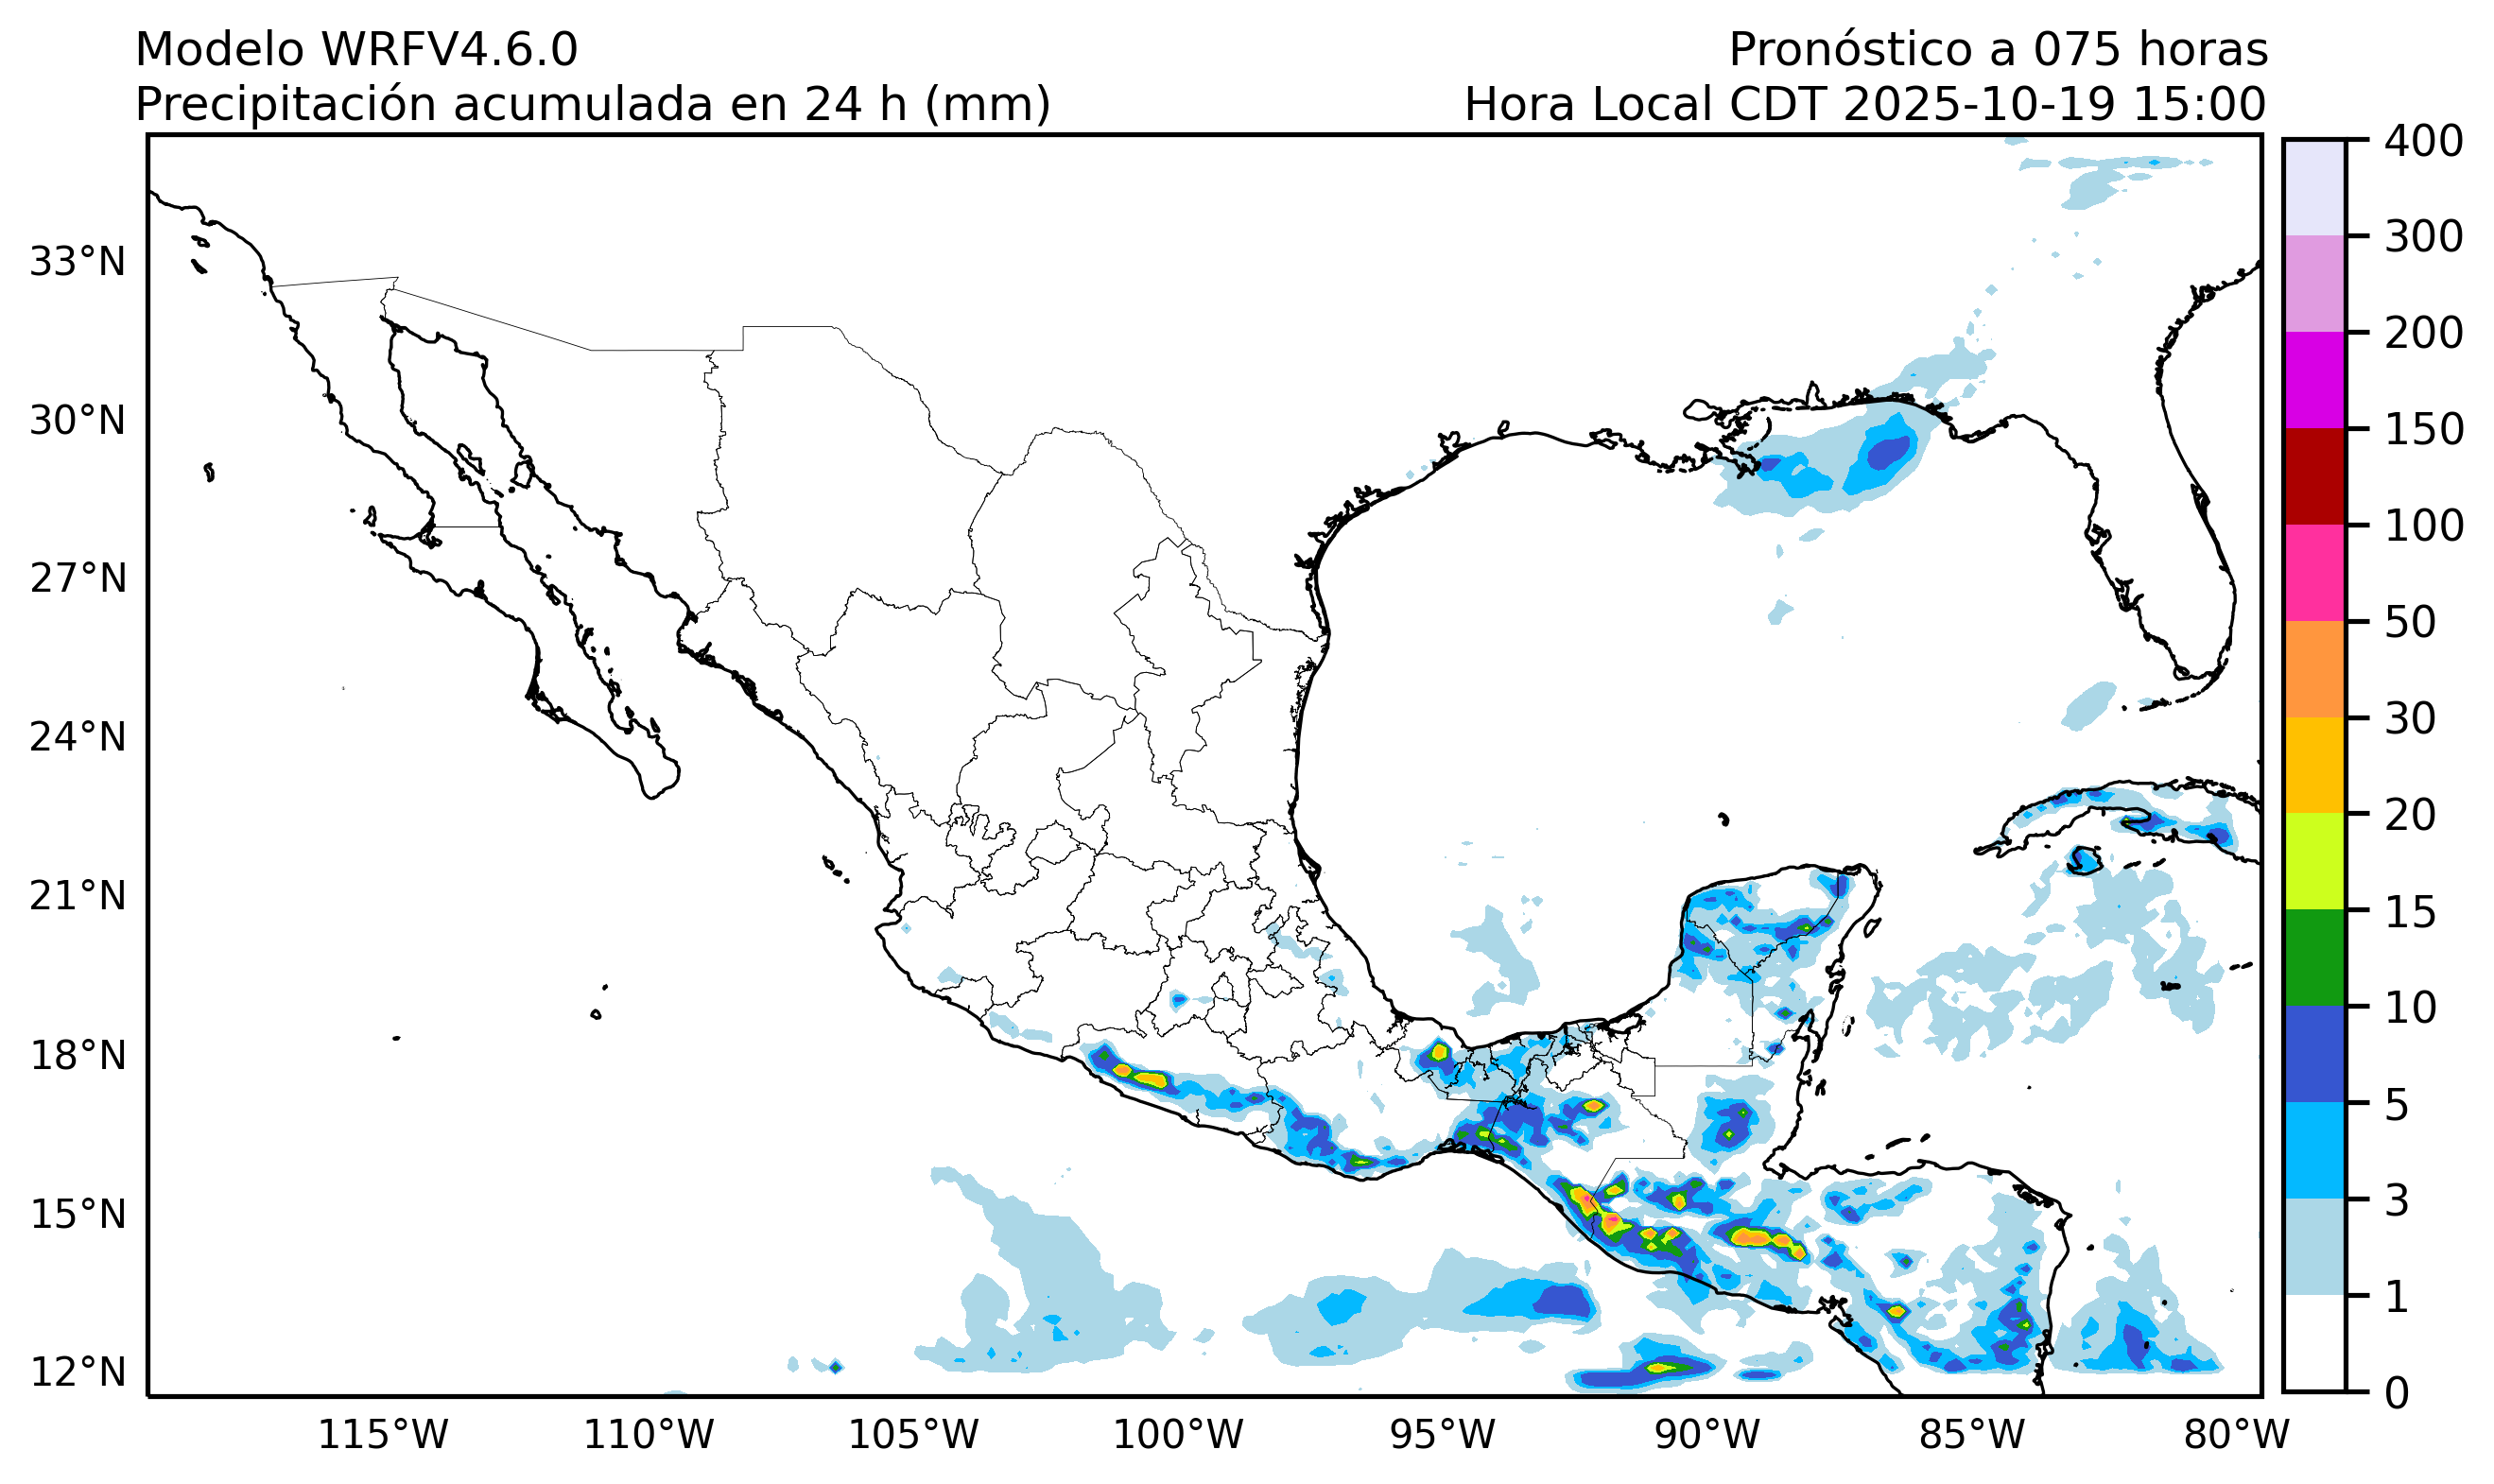 Modelo WRFV4.6.0
Pronóstico a 075 horas
Precipitación acumulada en 24 h (mm)
Hora Local CDT 2025-10-19 15:00
33°N
30°N
27°N
24°N
21°N
18°N
15°N
12°N
115°W
110°W
105°W
100°W
95°W
90°W
85°W
80°W
400
300
200
150
100
50
30
20
15
10
5
3
1
0